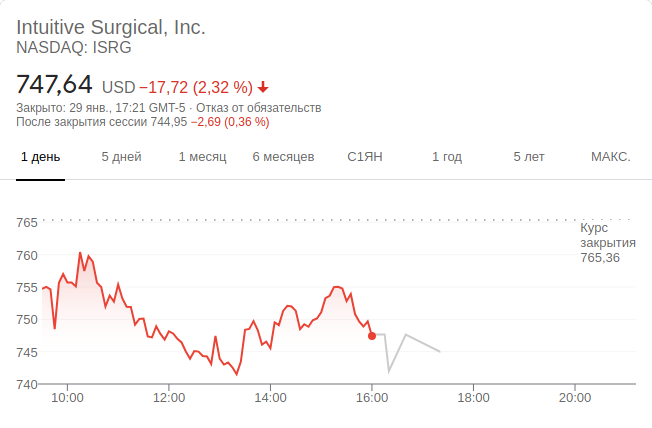 Intuitive Surgical, Inc.
NASDAQ: ISRG
747,64 USD −17,72 (2,32 %)
Закрыто: 29 янв., 17:21 GMT-5 · Отказ от обязательств
После закрытия сессии 744,95 −2,69 (0,36 %)
1 день 5 дней 1 месяц 6 месяцев С1ЯН 1 год 5 лет МАКС.
765
Курс
закрытия
765,36
760
755
750
745
740
10:00 12:00 14:00 16:00 18:00 20:00